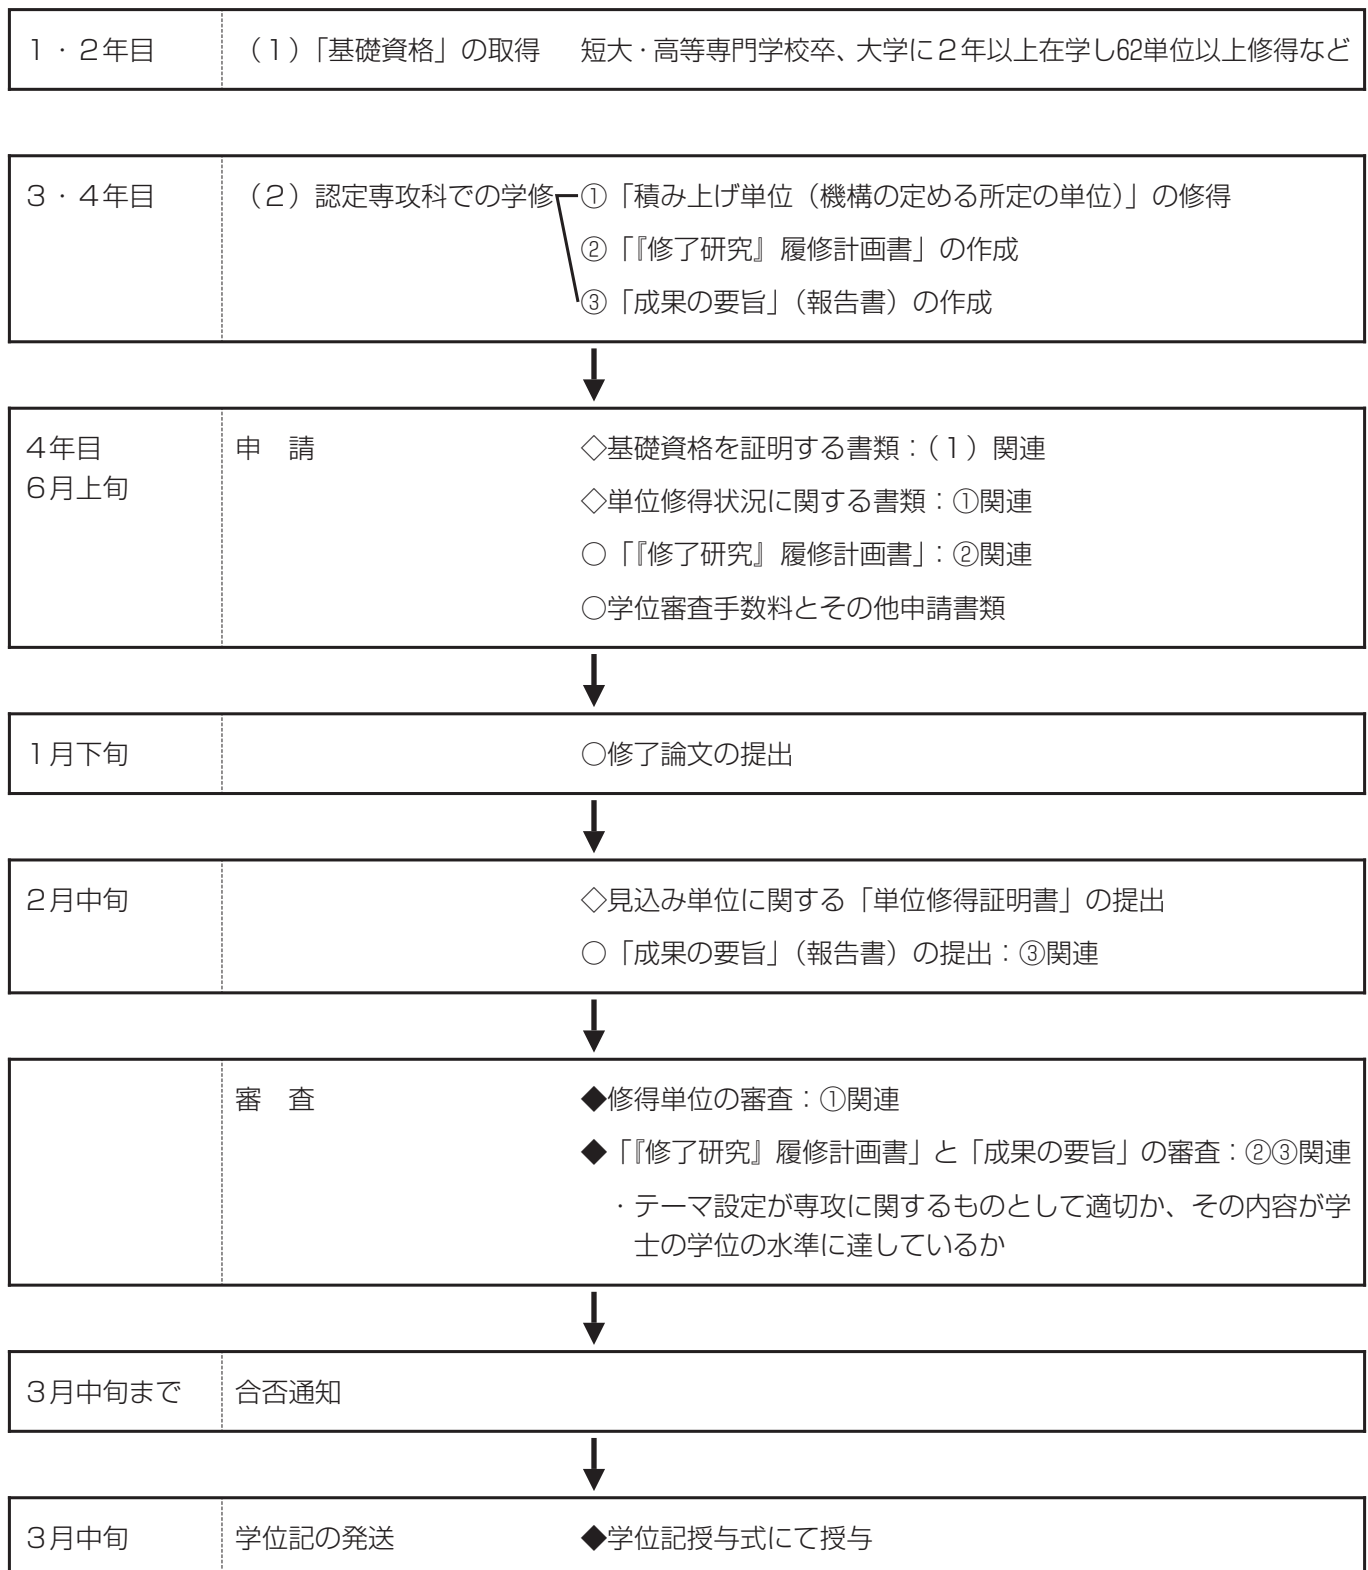 １・２年目 （１）「基礎資格」の取得 短大・高等専門学校卒、大学に２年以上在学し62単位以上修得など
３・４年目 （２）認定専攻科での学修 ①「積み上げ単位（機構の定める所定の単位）」の修得
②「『修了研究』履修計画書」の作成
③「成果の要旨」（報告書）の作成
４年目 申　請 ◇基礎資格を証明する書類：（１）関連
６月上旬 ◇単位修得状況に関する書類：①関連
○「『修了研究』履修計画書」：②関連
○学位審査手数料とその他申請書類
１月下旬 ○修了論文の提出
２月中旬 ◇見込み単位に関する「単位修得証明書」の提出
○「成果の要旨」（報告書）の提出：③関連
審　査 ◆修得単位の審査：①関連
◆「『修了研究』履修計画書」と「成果の要旨」の審査：②③関連
・テーマ設定が専攻に関するものとして適切か、その内容が学
士の学位の水準に達しているか
３月中旬まで 合否通知
３月中旬 学位記の発送 ◆学位記授与式にて授与